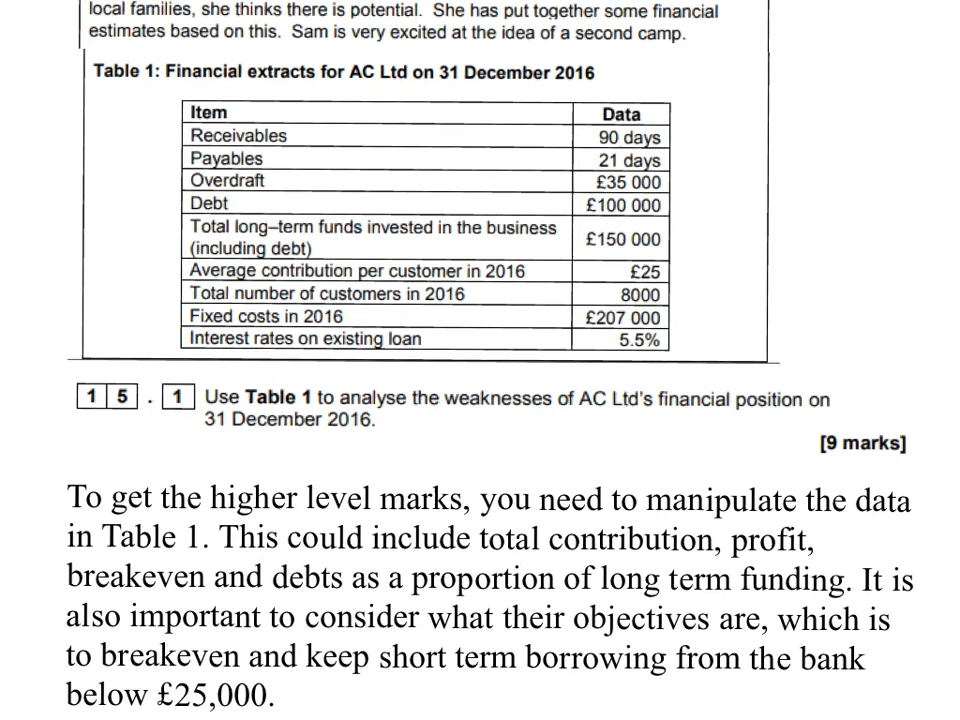 local families, she thinks there is potential. She has put together some financial
estimates based on this. Sam is very excited at the idea of a second camp.
Table 1: Financial extracts for AC Ltd on 31 December 2016
Item Data
Receivables 90 days
Payables 21 days
Overdraft £35 000
Debt £100 000
Total long–term funds invested in the business
(including debt) £150 000
Average contribution per customer in 2016 £25
Total number of customers in 2016 8000
Fixed costs in 2016 £207 000
Interest rates on existing loan 5.5%
1 5 . 1 Use Table 1 to analyse the weaknesses of AC Ltd's financial position on
31 December 2016.
[9 marks]
To get the higher level marks, you need to manipulate the data
in Table 1. This could include total contribution, profit,
breakeven and debts as a proportion of long term funding. It is
also important to consider what their objectives are, which is
to breakeven and keep short term borrowing from the bank
below £25,000.